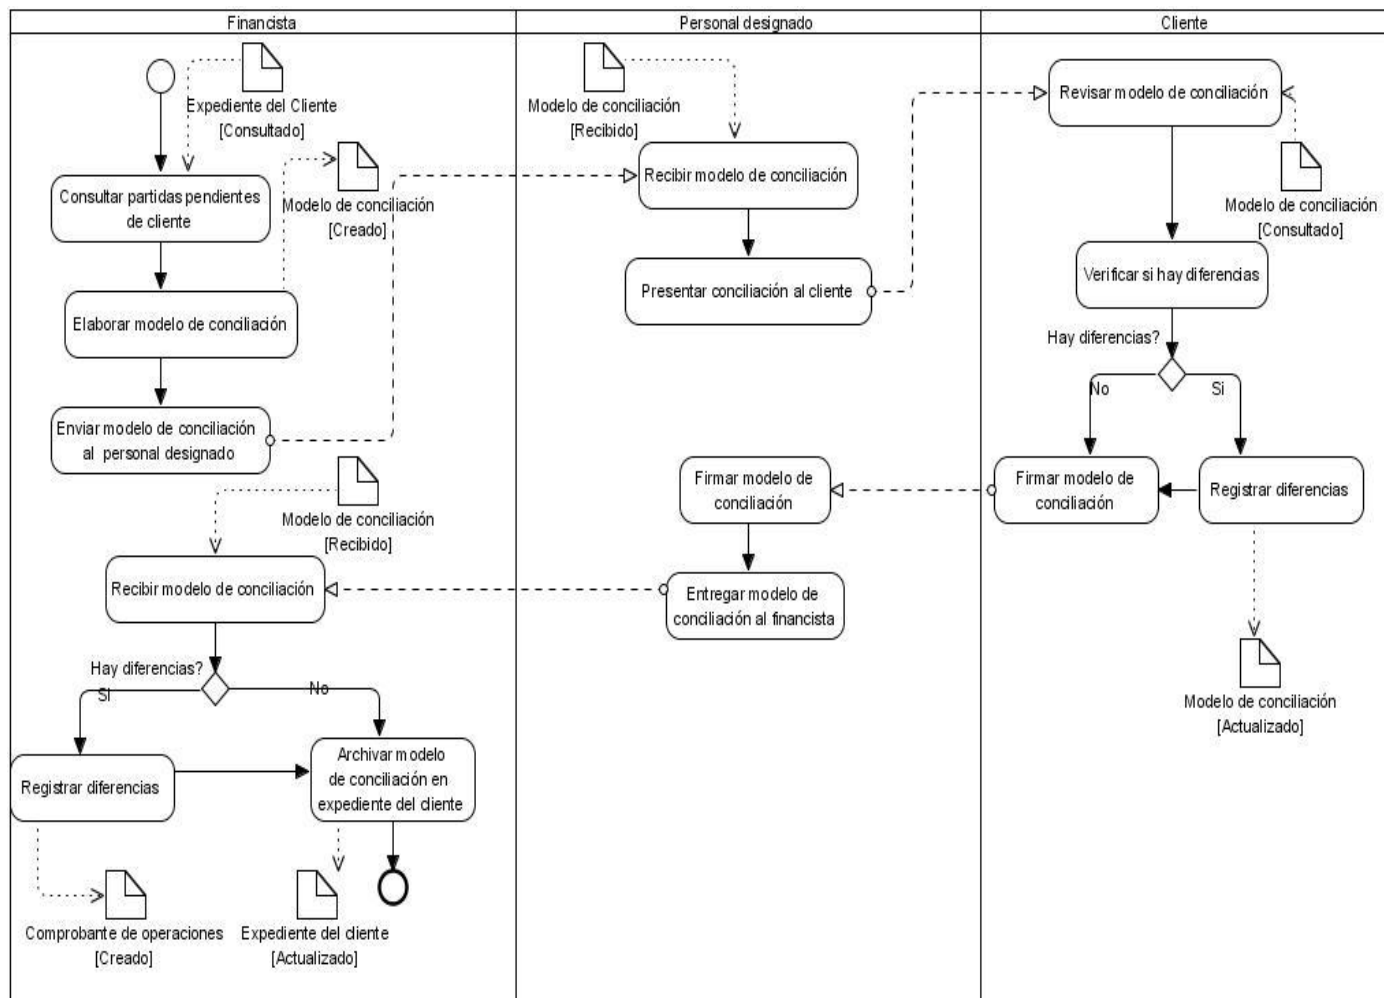 Financista
Personal designado
Cliente
Expediente del Cliente
[Consultado]
Consultar partidas pendientes
de cliente
Modelo de conciliación
[Creado]
Elaborar modelo de conciliación
Enviar modelo de conciliación
al personal designado
Modelo de conciliación
[Recibido]
Recibir modelo de conciliación
Hay diferencias?
Si
No
Registrar diferencias
Archivar modelo
de conciliación en
expediente del cliente
Comprobante de operaciones
[Creado]
Expediente del cliente
[Actualizado]
Modelo de conciliación
[Recibido]
Recibir modelo de conciliación
Presentar conciliación al cliente
Firmar modelo de
conciliación
Entregar modelo de
conciliación al financista
Revisar modelo de conciliación
Modelo de conciliación
[Consultado]
Verificar si hay diferencias
Hay diferencias?
No
Si
Firmar modelo de
conciliación
Registrar diferencias
Modelo de conciliación
[Actualizado]